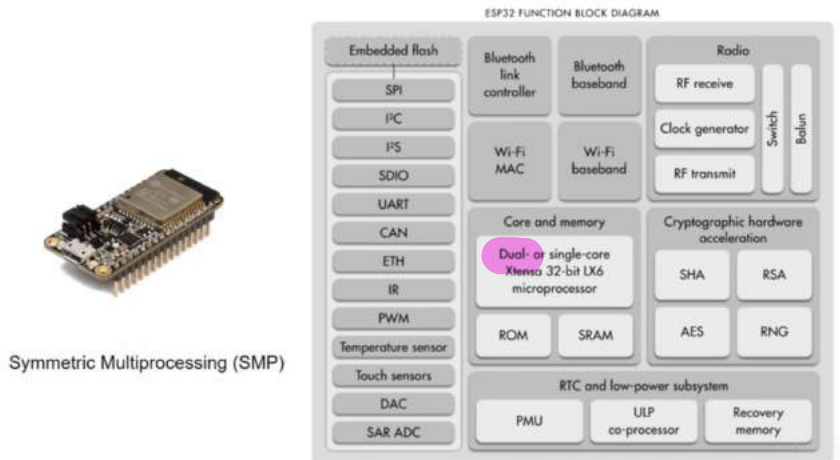 ESP32 FUNCTION BLOCK DIAGRAM
Embedded flash
SPI
I²C
I²S
SDIO
UART
CAN
ETH
IR
PWM
Temperature sensor
Touch sensors
DAC
SAR ADC
Bluetooth
link
controller
Bluetooth
baseband
Wi-Fi
MAC
Wi-Fi
baseband
Radio
RF receive
Clock generator
RF transmit
Switch
Balun
Core and memory
Dual- or single-core
Xtensa 32-bit LX6
microprocessor
ROM
SRAM
Cryptographic hardware
acceleration
SHA
RSA
AES
RNG
RTC and low-power subsystem
PMU
ULP
co-processor
Recovery
memory
Symmetric Multiprocessing (SMP)